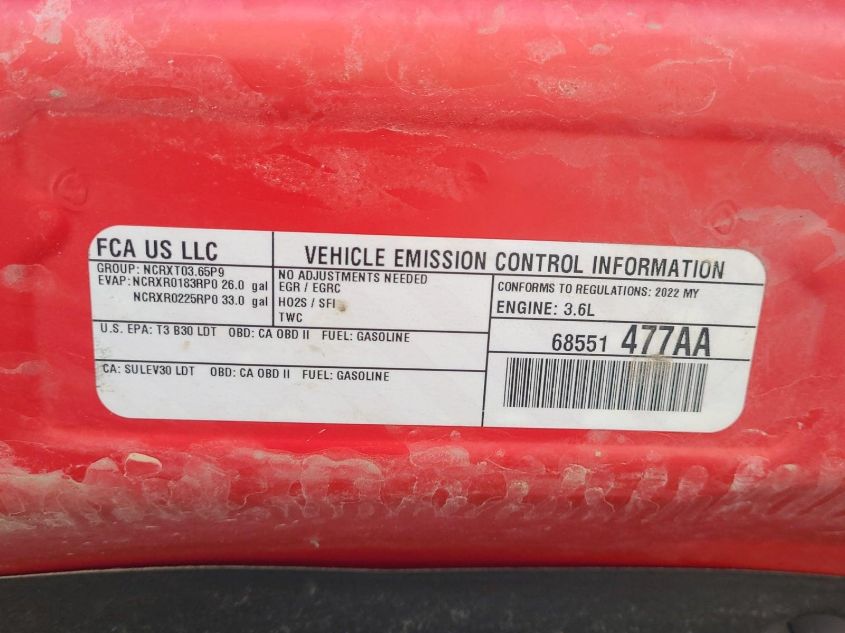 FCA US LLC
VEHICLE EMISSION CONTROL INFORMATION
GROUP: NCRXT03.65P9
EVAP: NCRXR0183RP0 26.0 gal
NCRXR0225RP0 33.0 gal
NO ADJUSTMENTS NEEDED
EGR / EGRC
HO2S / SFI
TWC
CONFORMS TO REGULATIONS: 2022 MY
ENGINE: 3.6L
U.S. EPA: T3 B30 LDT OBD: CA OBD II FUEL: GASOLINE
68551 477AA
CA: SULEV30 LDT OBD: CA OBD II FUEL: GASOLINE